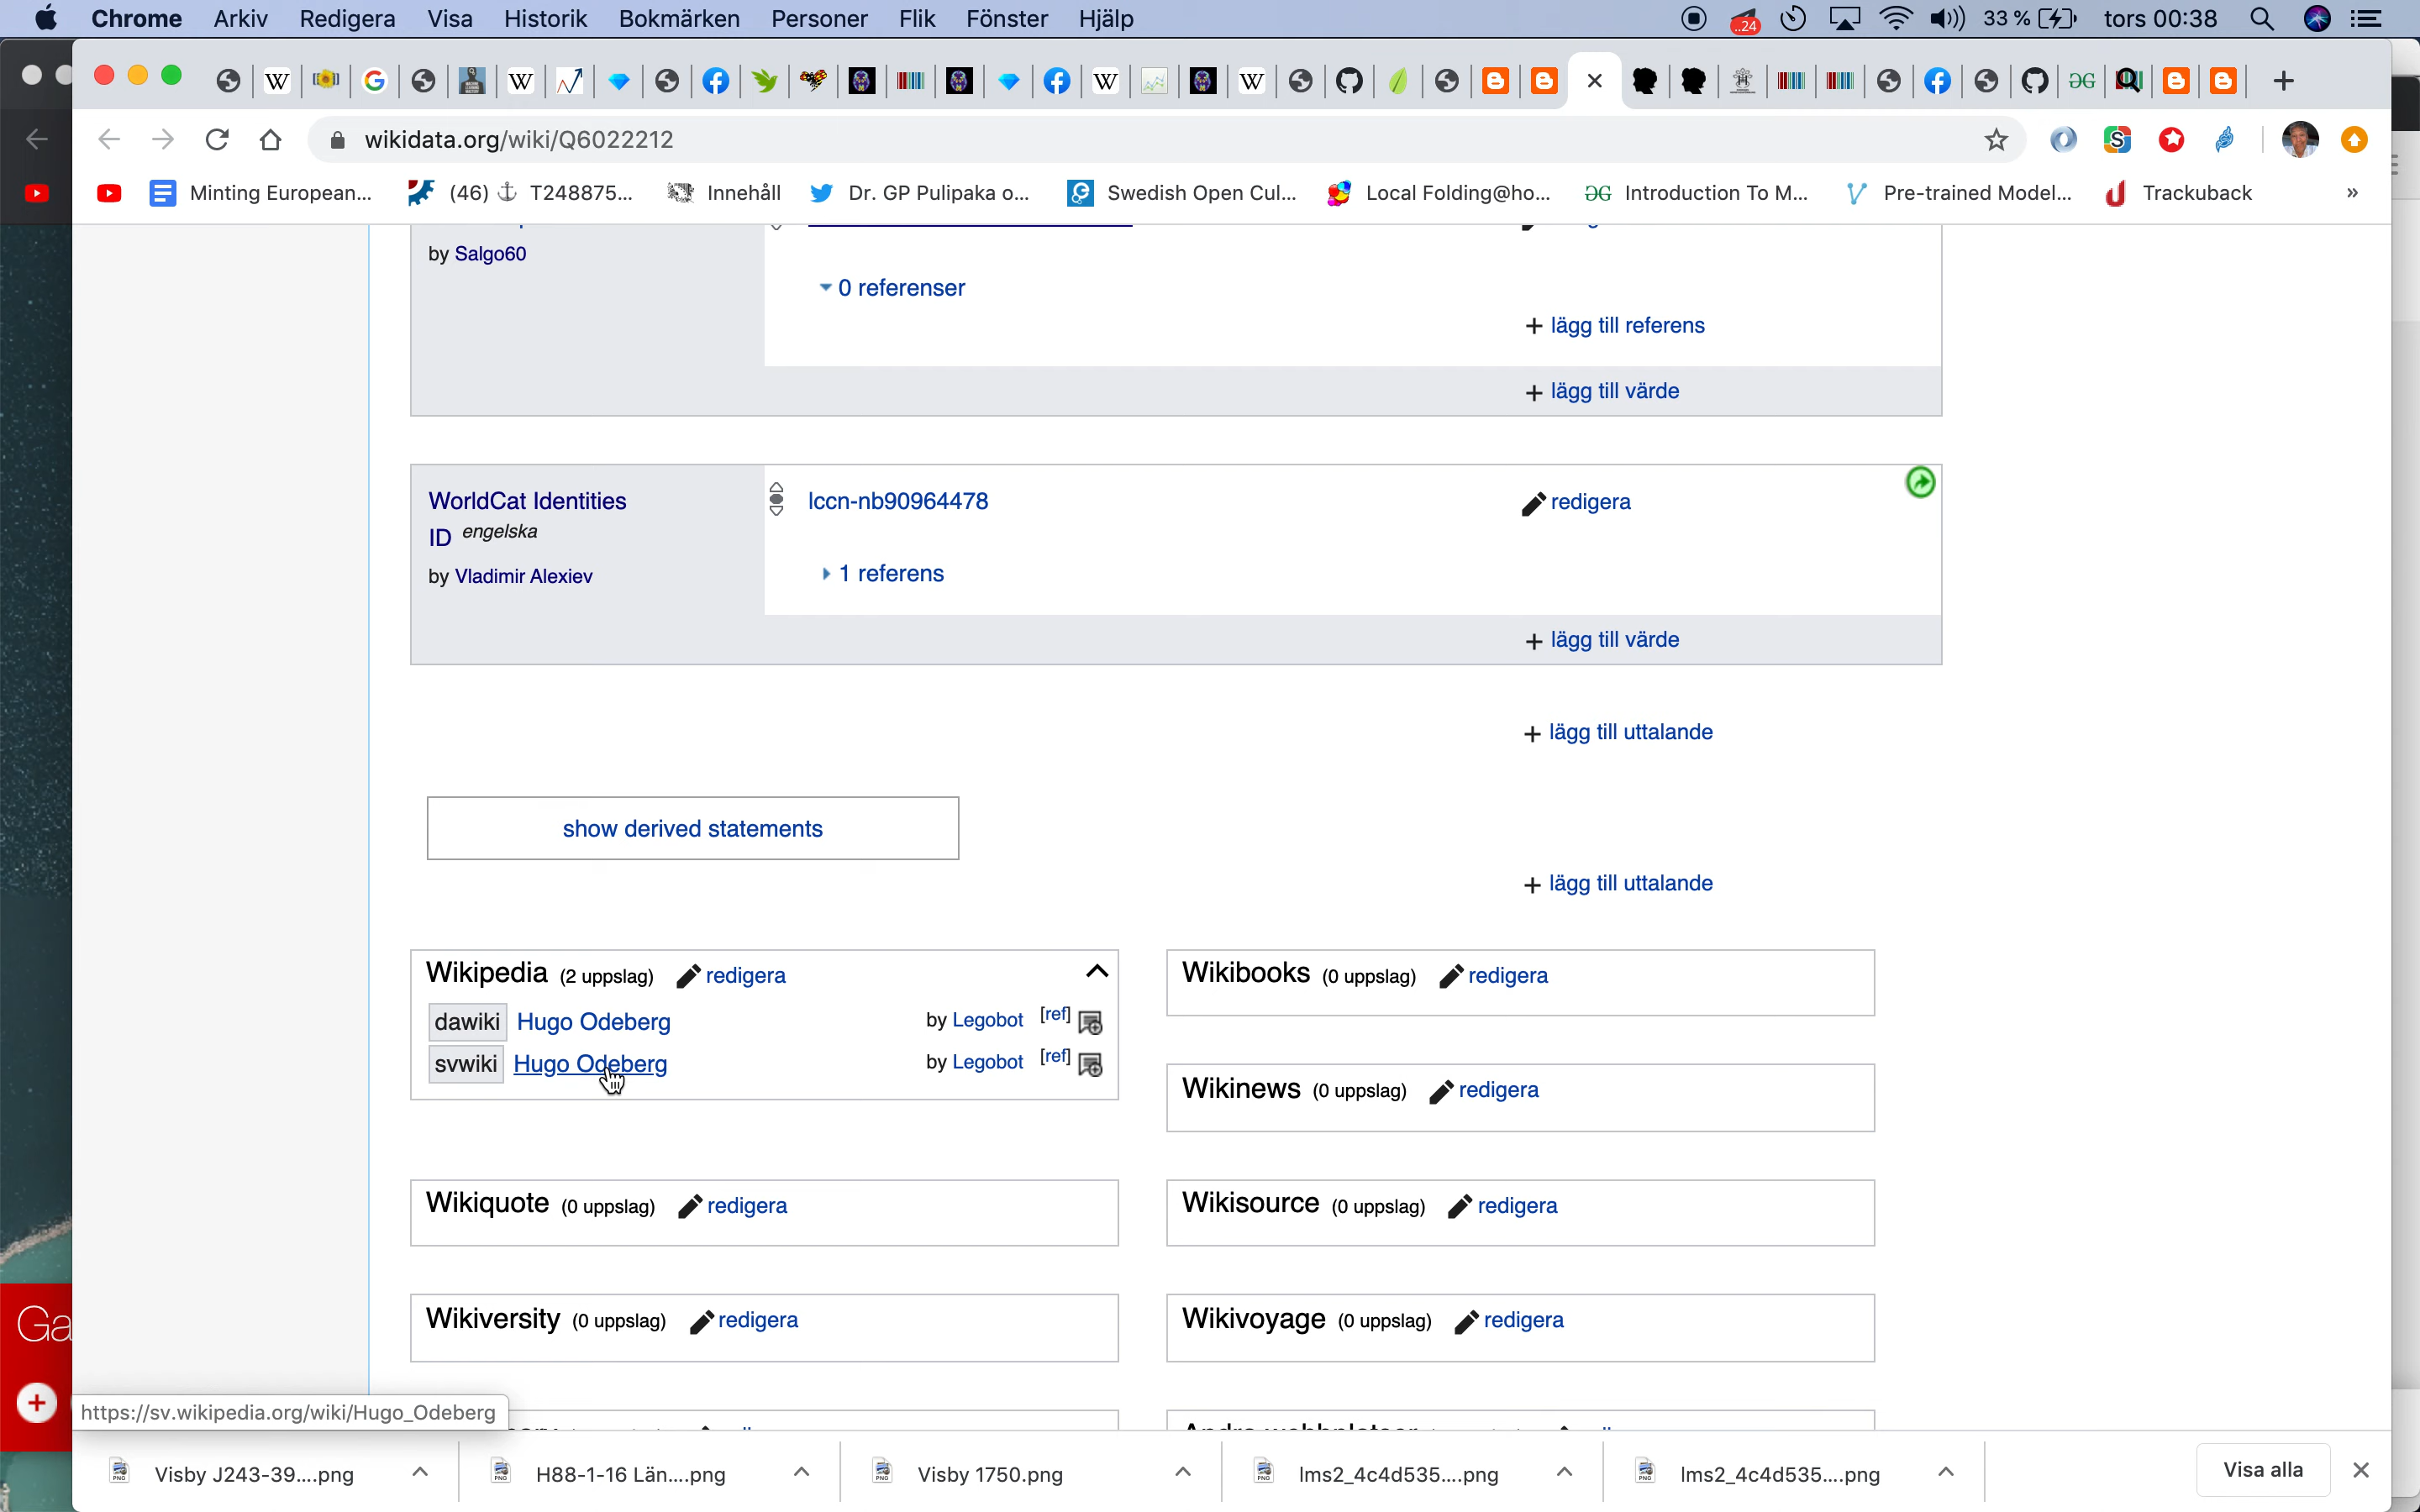 Chrome Arkiv Redigera Visa Historik Bokmärken Personer Flik Fönster Hjälp ..24 33 % tors 00:38
wikidata.org/wiki/Q6022212
Minting European... (46) T248875... Innehåll Dr. GP Pulipaka o... Swedish Open Cul... Local Folding@ho... Introduction To M... Pre-trained Model... Trackuback »
by Salgo60
0 referenser
+ lägg till referens
+ lägg till värde
WorldCat Identities lccn-nb90964478 redigera
ID engelska
by Vladimir Alexiev 1 referens
+ lägg till värde
+ lägg till uttalande
show derived statements
+ lägg till uttalande
Wikipedia (2 uppslag) redigera
dawiki Hugo Odeberg by Legobot [ref]
svwiki Hugo Odeberg by Legobot [ref]
Wikibooks (0 uppslag) redigera
Wikinews (0 uppslag) redigera
Wikiquote (0 uppslag) redigera
Wikisource (0 uppslag) redigera
Wikiversity (0 uppslag) redigera
Wikivoyage (0 uppslag) redigera
Ga
https://sv.wikipedia.org/wiki/Hugo_Odeberg
Visby J243-39....png H88-1-16 Län....png Visby 1750.png lms2_4c4d535....png lms2_4c4d535....png Visa alla